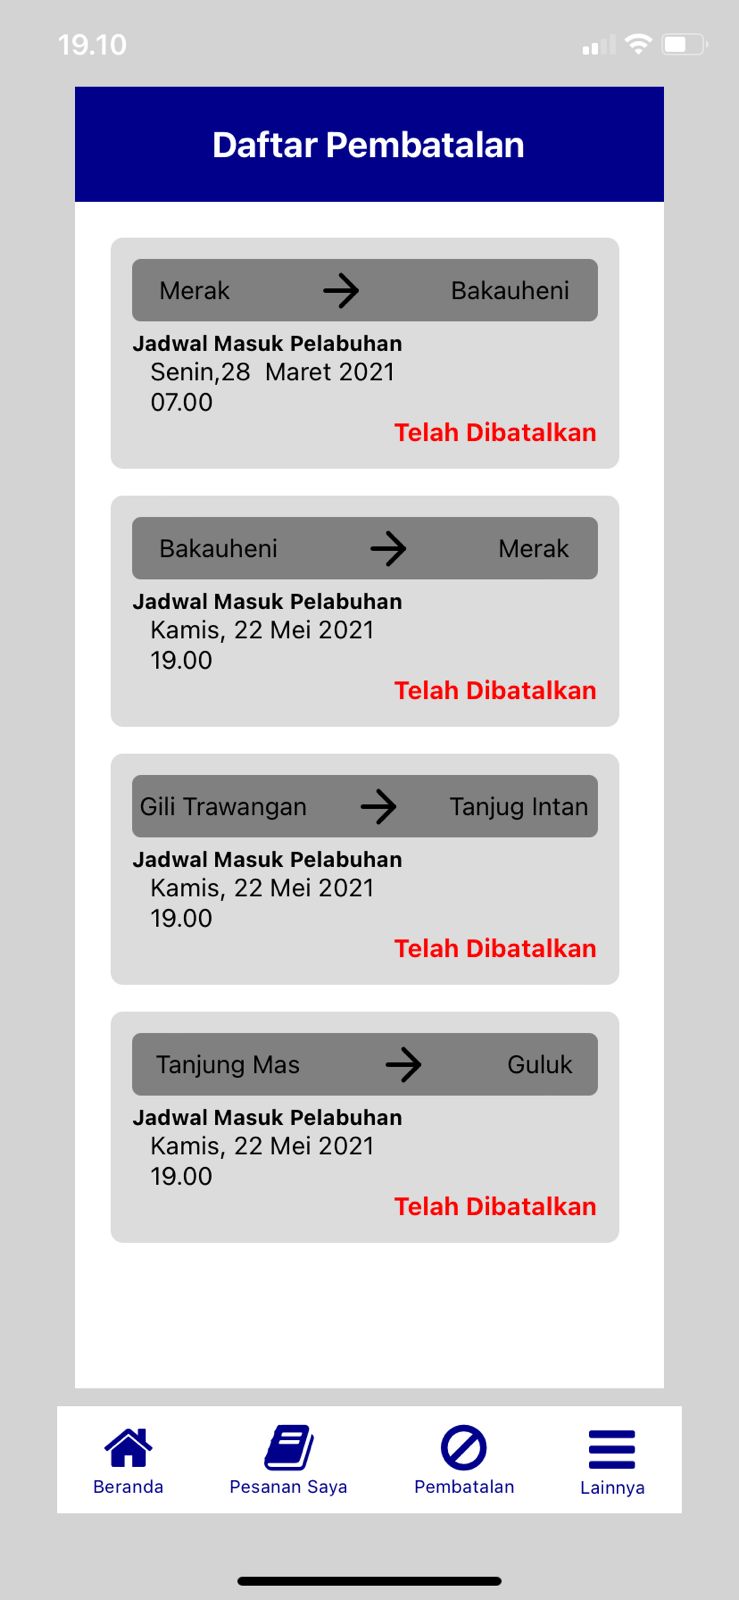 19.10
Daftar Pembatalan
Merak Bakauheni
Jadwal Masuk Pelabuhan
Senin,28  Maret 2021
07.00
Telah Dibatalkan
Bakauheni Merak
Jadwal Masuk Pelabuhan
Kamis, 22 Mei 2021
19.00
Telah Dibatalkan
Gili Trawangan Tanjug Intan
Jadwal Masuk Pelabuhan
Kamis, 22 Mei 2021
19.00
Telah Dibatalkan
Tanjung Mas Guluk
Jadwal Masuk Pelabuhan
Kamis, 22 Mei 2021
19.00
Telah Dibatalkan
Beranda Pesanan Saya Pembatalan Lainnya